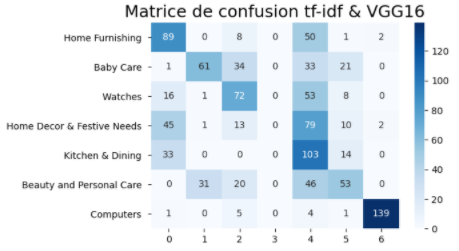 Matrice de confusion tf-idf & VGG16
Home Furnishing 89 0 8 0 50 1 2
Baby Care 1 61 34 0 33 21 0
Watches 16 1 72 0 53 8 0
Home Decor & Festive Needs 45 1 13 0 79 10 2
Kitchen & Dining 33 0 0 0 103 14 0
Beauty and Personal Care 0 31 20 0 46 53 0
Computers 1 0 5 0 4 1 139
0 1 2 3 4 5 6
120
100
80
60
40
20
0